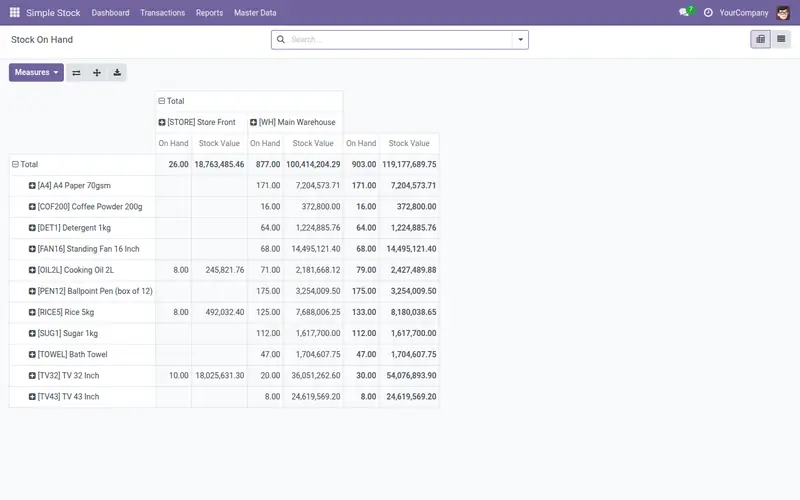 Simple Stock Dashboard Transactions Reports Master Data 7 YourCompany
Stock On Hand Search...
Measures
Total
[STORE] Store Front [WH] Main Warehouse
On Hand Stock Value On Hand Stock Value On Hand Stock Value
Total 26.00 18,763,485.46 877.00 100,414,204.29 903.00 119,177,689.75
[A4] A4 Paper 70gsm 171.00 7,204,573.71 171.00 7,204,573.71
[COF200] Coffee Powder 200g 16.00 372,800.00 16.00 372,800.00
[DET1] Detergent 1kg 64.00 1,224,885.76 64.00 1,224,885.76
[FAN16] Standing Fan 16 Inch 68.00 14,495,121.40 68.00 14,495,121.40
[OIL2L] Cooking Oil 2L 8.00 245,821.76 71.00 2,181,668.12 79.00 2,427,489.88
[PEN12] Ballpoint Pen (box of 12) 175.00 3,254,009.50 175.00 3,254,009.50
[RICE5] Rice 5kg 8.00 492,032.40 125.00 7,688,006.25 133.00 8,180,038.65
[SUG1] Sugar 1kg 112.00 1,617,700.00 112.00 1,617,700.00
[TOWEL] Bath Towel 47.00 1,704,607.75 47.00 1,704,607.75
[TV32] TV 32 Inch 10.00 18,025,631.30 20.00 36,051,262.60 30.00 54,076,893.90
[TV43] TV 43 Inch 8.00 24,619,569.20 8.00 24,619,569.20